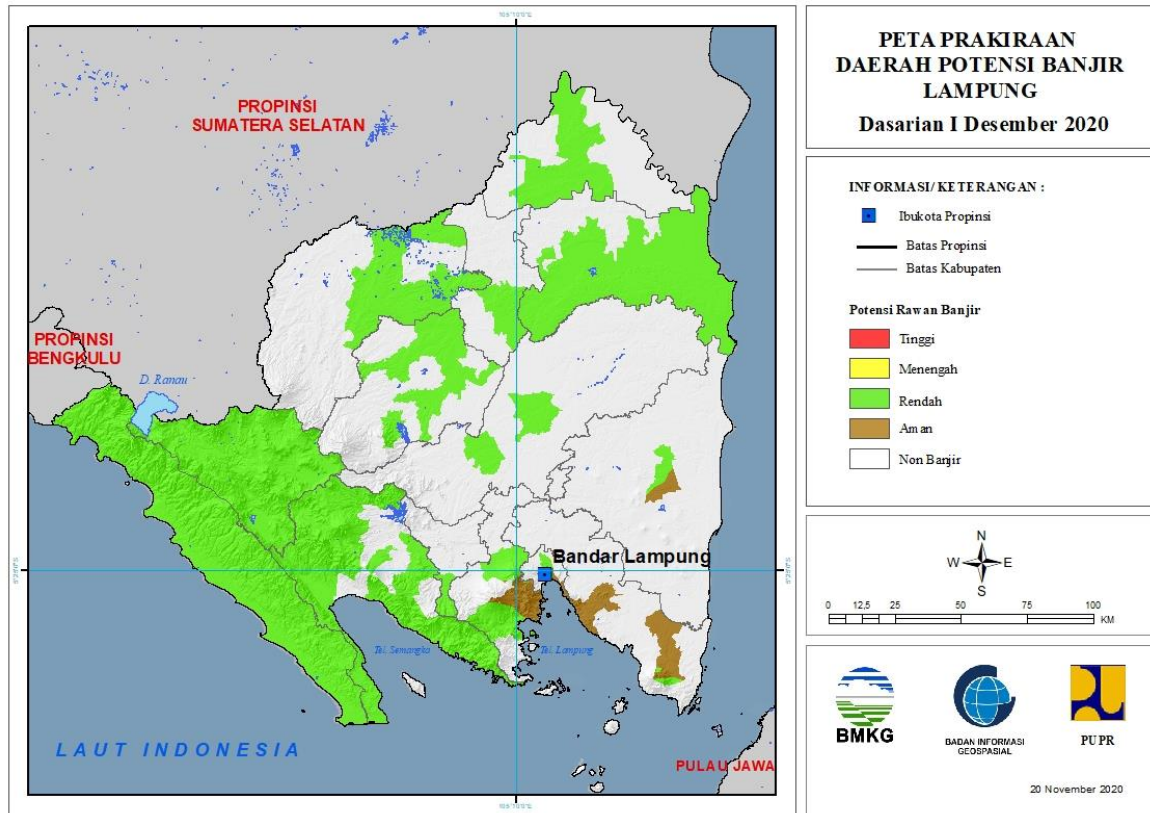 PROPINSI
SUMATERA SELATAN
PROPINSI
BENGKULU
D. Ranau
Bandar Lampung
Tel. Semangka
Tel. Lampung
LAUT INDONESIA
PULAU JAWA
PETA PRAKIRAAN
DAERAH POTENSI BANJIR
LAMPUNG
Dasarian I Desember 2020
INFORMASI/ KETERANGAN :
Ibukota Propinsi
Batas Propinsi
Batas Kabupaten
Potensi Rawan Banjir
Tinggi
Menengah
Rendah
Aman
Non Banjir
N
W E
S
0 12,5 25 50 75 100
KM
BMKG
BADAN INFORMASI
GEOSPASIAL
PUPR
20 November 2020